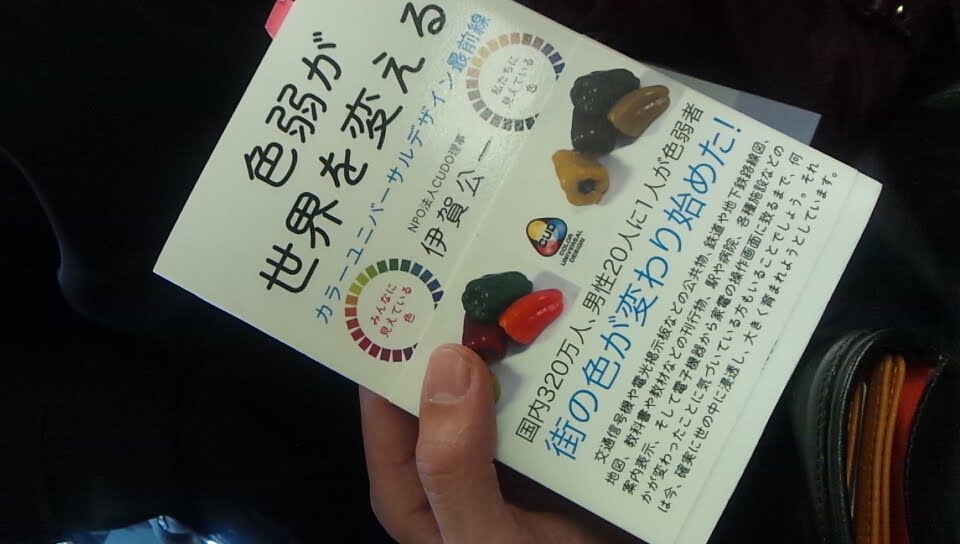 色弱が
世界を変える
カラーユニバーサルデザイン最前線
NPO法人CUDO理事
伊賀公一
みんなに
見えている
色
私たちに
見えている
色
CUD
COLOR
UNIVERSAL
DESIGN
国内320万人、男性20人に1人が色弱者
街の色が変わり始めた!
交通信号機や電光掲示板などの公共物、鉄道や地下鉄路線図、
地図、教科書や教材などの刊行物、駅や病院、各種施設などの
案内表示、そして電子機器から家電の操作画面に致るまで、何
かが変わったことに気づいている方もいることでしょう。それ
は今、確実に世の中に浸透し、大きく育まれようとしています。